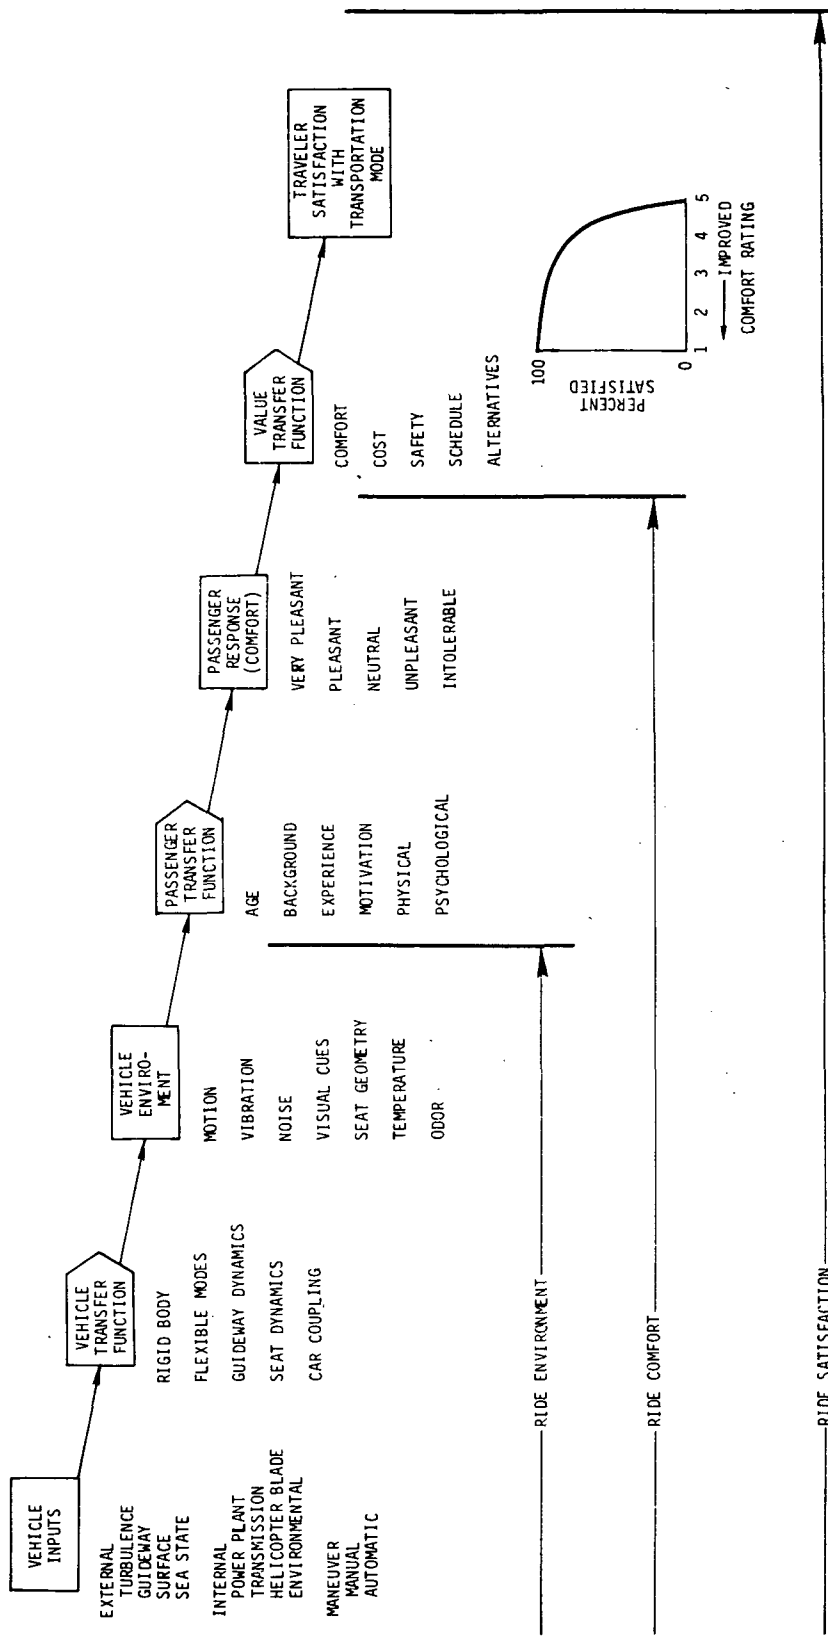 VEHICLE
INPUTS
EXTERNAL
TURBULENCE
GUIDEWAY
SURFACE
SEA STATE
INTERNAL
POWER PLANT
TRANSMISSION
HELICOPTER BLADE
ENVIRONMENTAL
MANEUVER
MANUAL
AUTOMATIC
VEHICLE
TRANSFER
FUNCTION
RIGID BODY
FLEXIBLE MODES
GUIDEWAY DYNAMICS
SEAT DYNAMICS
CAR COUPLING
VEHICLE
ENVIRO-
MENT
MOTION
VIBRATION
NOISE
VISUAL CUES
SEAT GEOMETRY
TEMPERATURE
ODOR
PASSENGER
TRANSFER
FUNCTION
AGE
BACKGROUND
EXPERIENCE
MOTIVATION
PHYSICAL
PSYCHOLOGICAL
PASSENGER
RESPONSE
(COMFORT)
VERY PLEASANT
PLEASANT
NEUTRAL
UNPLEASANT
INTOLERABLE
VALUE
TRANSFER
FUNCTION
COMFORT
COST
SAFETY
SCHEDULE
ALTERNATIVES
TRAVELER
SATISFACTION
WITH
TRANSPORTATION
MODE
100
PERCENT
SATISFIED
0
1 2 3 4 5
IMPROVED
COMFORT RATING
RIDE ENVIRONMENT
RIDE COMFORT
RIDE SATISFACTION